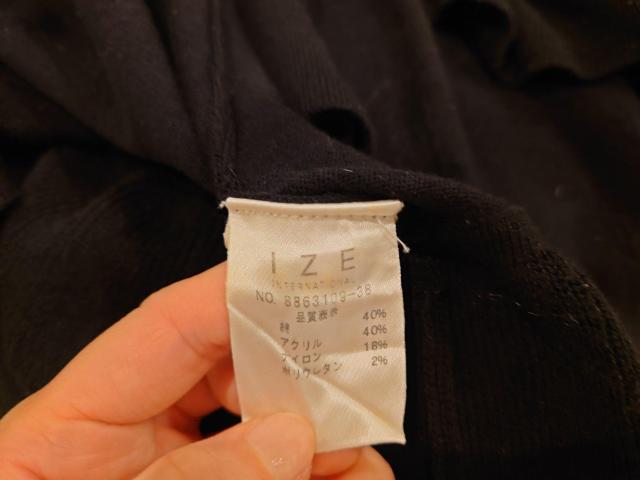 IZE
INTERNATIONAL
NO. 8863109-38
品質表示
綿 40%
アクリル 40%
ナイロン 18%
ポリウレタン 2%